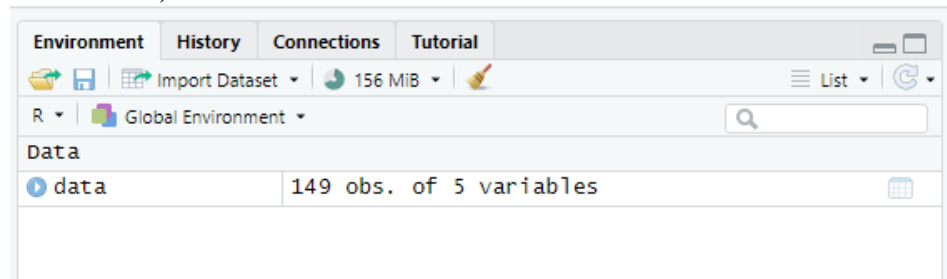 Environment History Connections Tutorial
Import Dataset 156 MiB List
R Global Environment
Data
data 149 obs. of 5 variables